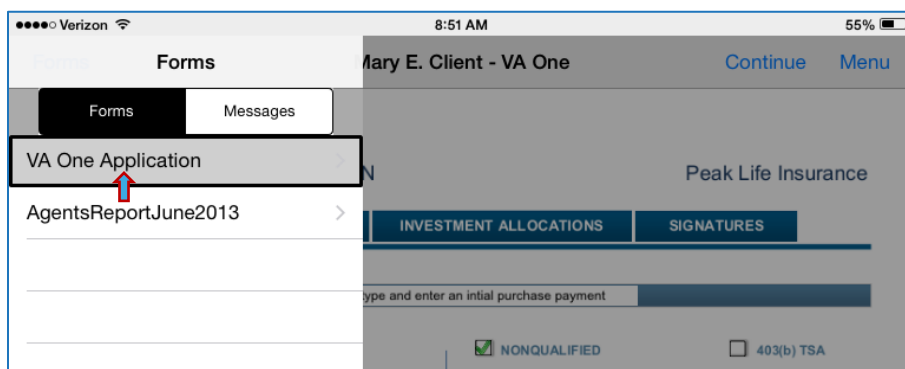 Verizon 8:51 AM 55%
Forms Mary E. Client - VA One Continue Menu
Forms Messages
VA One Application
N Peak Life Insurance
AgentsReportJune2013
INVESTMENT ALLOCATIONS SIGNATURES
type and enter an intial purchase payment
NONQUALIFIED 403(b) TSA